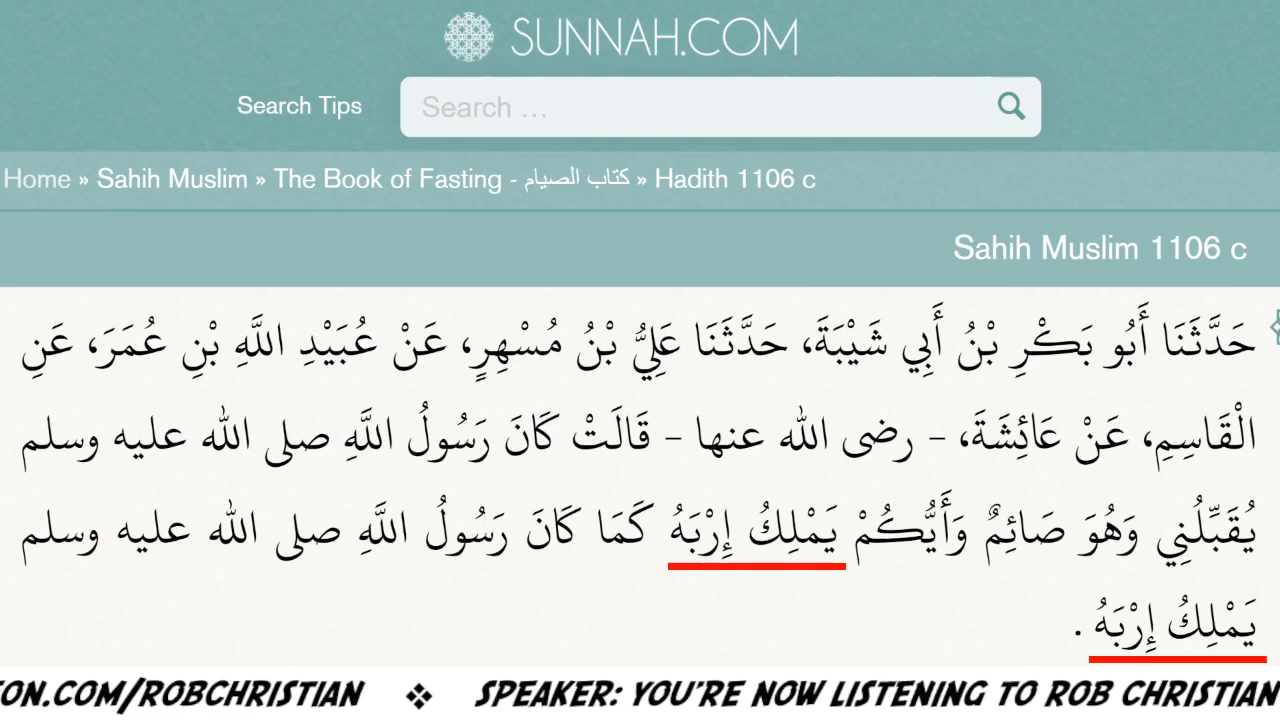 SUNNAH.COM
Search Tips
Search ...
Home » Sahih Muslim » The Book of Fasting - كتاب الصيام » Hadith 1106 c
Sahih Muslim 1106 c
حَدَّثَنَا أَبُو بَكْرِ بْنُ أَبِي شَيْبَةَ، حَدَّثَنَا عَلِيُّ بْنُ مُسْهِرٍ، عَنْ عُبَيْدِ اللَّهِ بْنِ عُمَرَ، عَنِ
الْقَاسِمِ، عَنْ عَائِشَةَ، - رضى الله عنها - قَالَتْ كَانَ رَسُولُ اللَّهِ صلى الله عليه وسلم
يُقَبِّلُنِي وَهُوَ صَائِمٌ وَأَيُّكُمْ يَمْلِكُ إِرْبَهُ كَمَا كَانَ رَسُولُ اللَّهِ صلى الله عليه وسلم
يَمْلِكُ إِرْبَهُ .
EON.COM/ROBCHRISTIAN ❖ SPEAKER: YOU'RE NOW LISTENING TO ROB CHRISTIAN